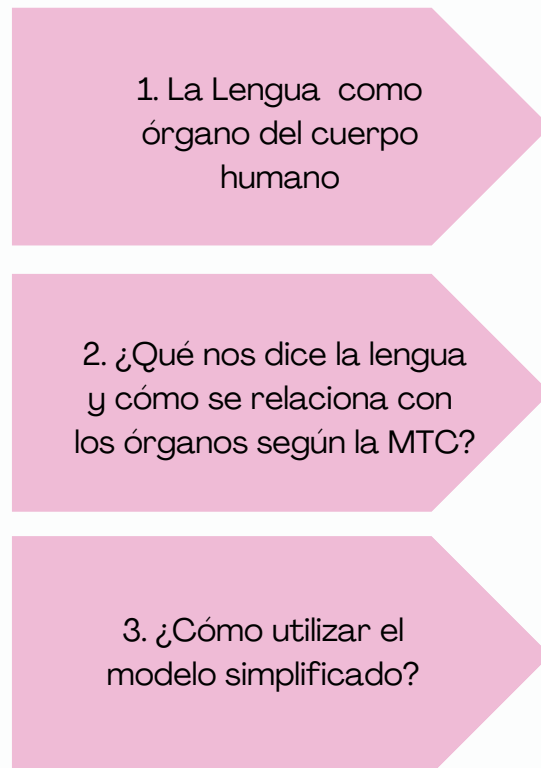 1. La Lengua como
órgano del cuerpo
humano
2. ¿Qué nos dice la lengua
y cómo se relaciona con
los órganos según la MTC?
3. ¿Cómo utilizar el
modelo simplificado?